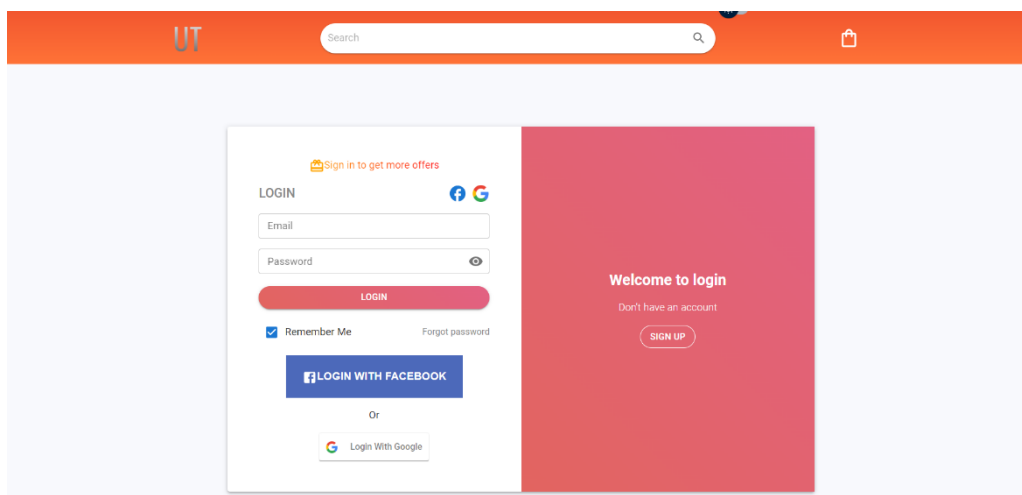 UT
Search
Sign in to get more offers
LOGIN
Email
Password
LOGIN
Remember Me
Forgot password
LOGIN WITH FACEBOOK
Or
Login With Google
Welcome to login
Don't have an account
SIGN UP